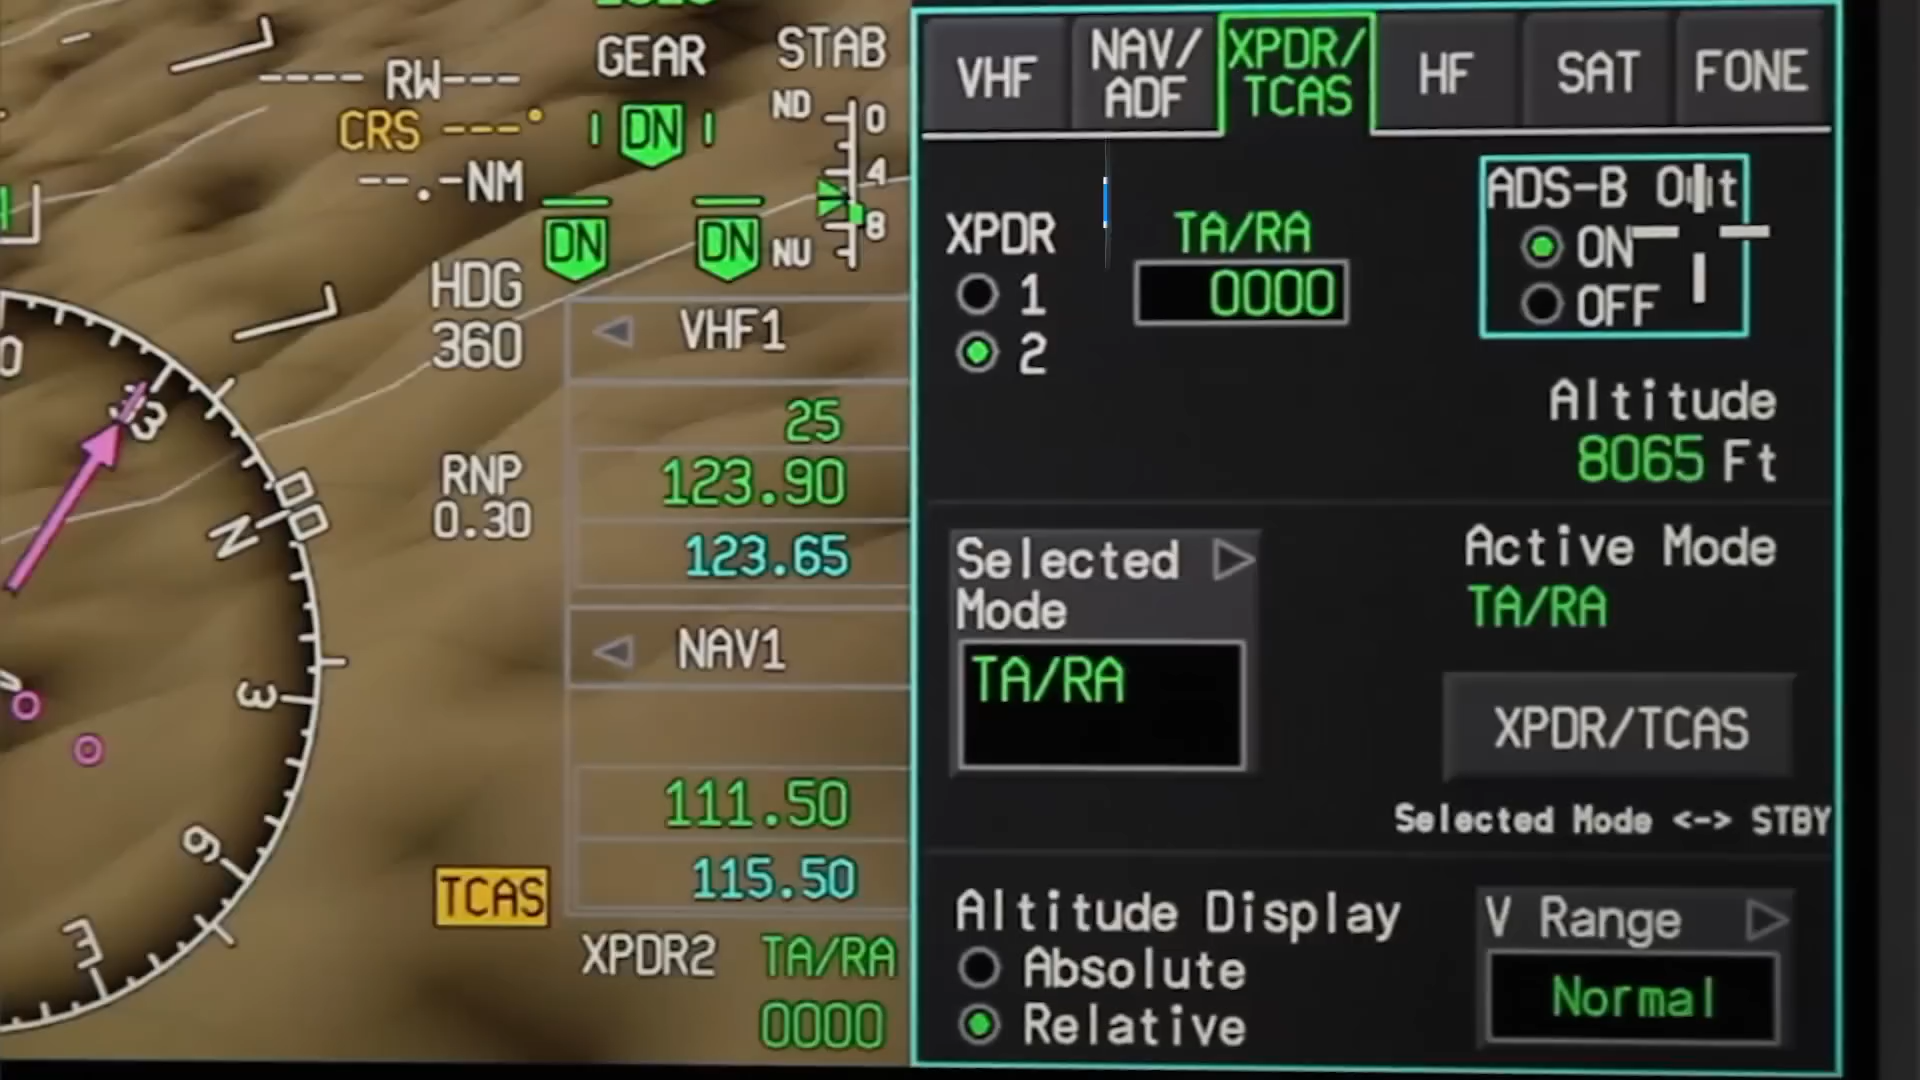 GEAR
STAB
---- RW---
CRS ---°
--.-NM
DN
DN
DN
ND
0
4
8
NU
HDG
360
RNP
0.30
N
3
6
E
VHF1
25
123.90
123.65
NAV1
111.50
115.50
TCAS
XPDR2 TA/RA
0000
VHF
NAV/
ADF
XPDR/
TCAS
HF
SAT
FONE
XPDR
1
2
TA/RA
0000
ADS-B Out
ON
OFF
Altitude
8065 Ft
Selected
Mode
TA/RA
Active Mode
TA/RA
XPDR/TCAS
Selected Mode <-> STBY
Altitude Display
Absolute
Relative
V Range
Normal